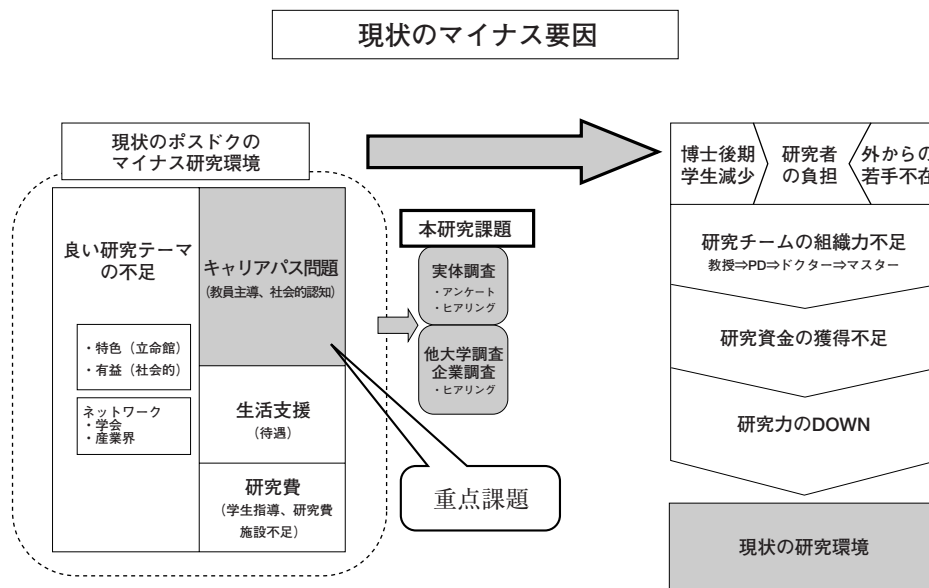 現状のマイナス要因
現状のポスドクの
マイナス研究環境
良い研究テーマ
の不足
・特色（立命館）
・有益（社会的）
ネットワーク
・学会
・産業界
キャリアパス問題
（教員主導、社会的認知）
生活支援
（待遇）
研究費
（学生指導、研究費
施設不足）
重点課題
本研究課題
実体調査
・アンケート
・ヒアリング
他大学調査
企業調査
・ヒアリング
博士後期
学生減少
研究者
の負担
外からの
若手不在
研究チームの組織力不足
教授⇒PD⇒ドクター⇒マスター
研究資金の獲得不足
研究力のDOWN
現状の研究環境